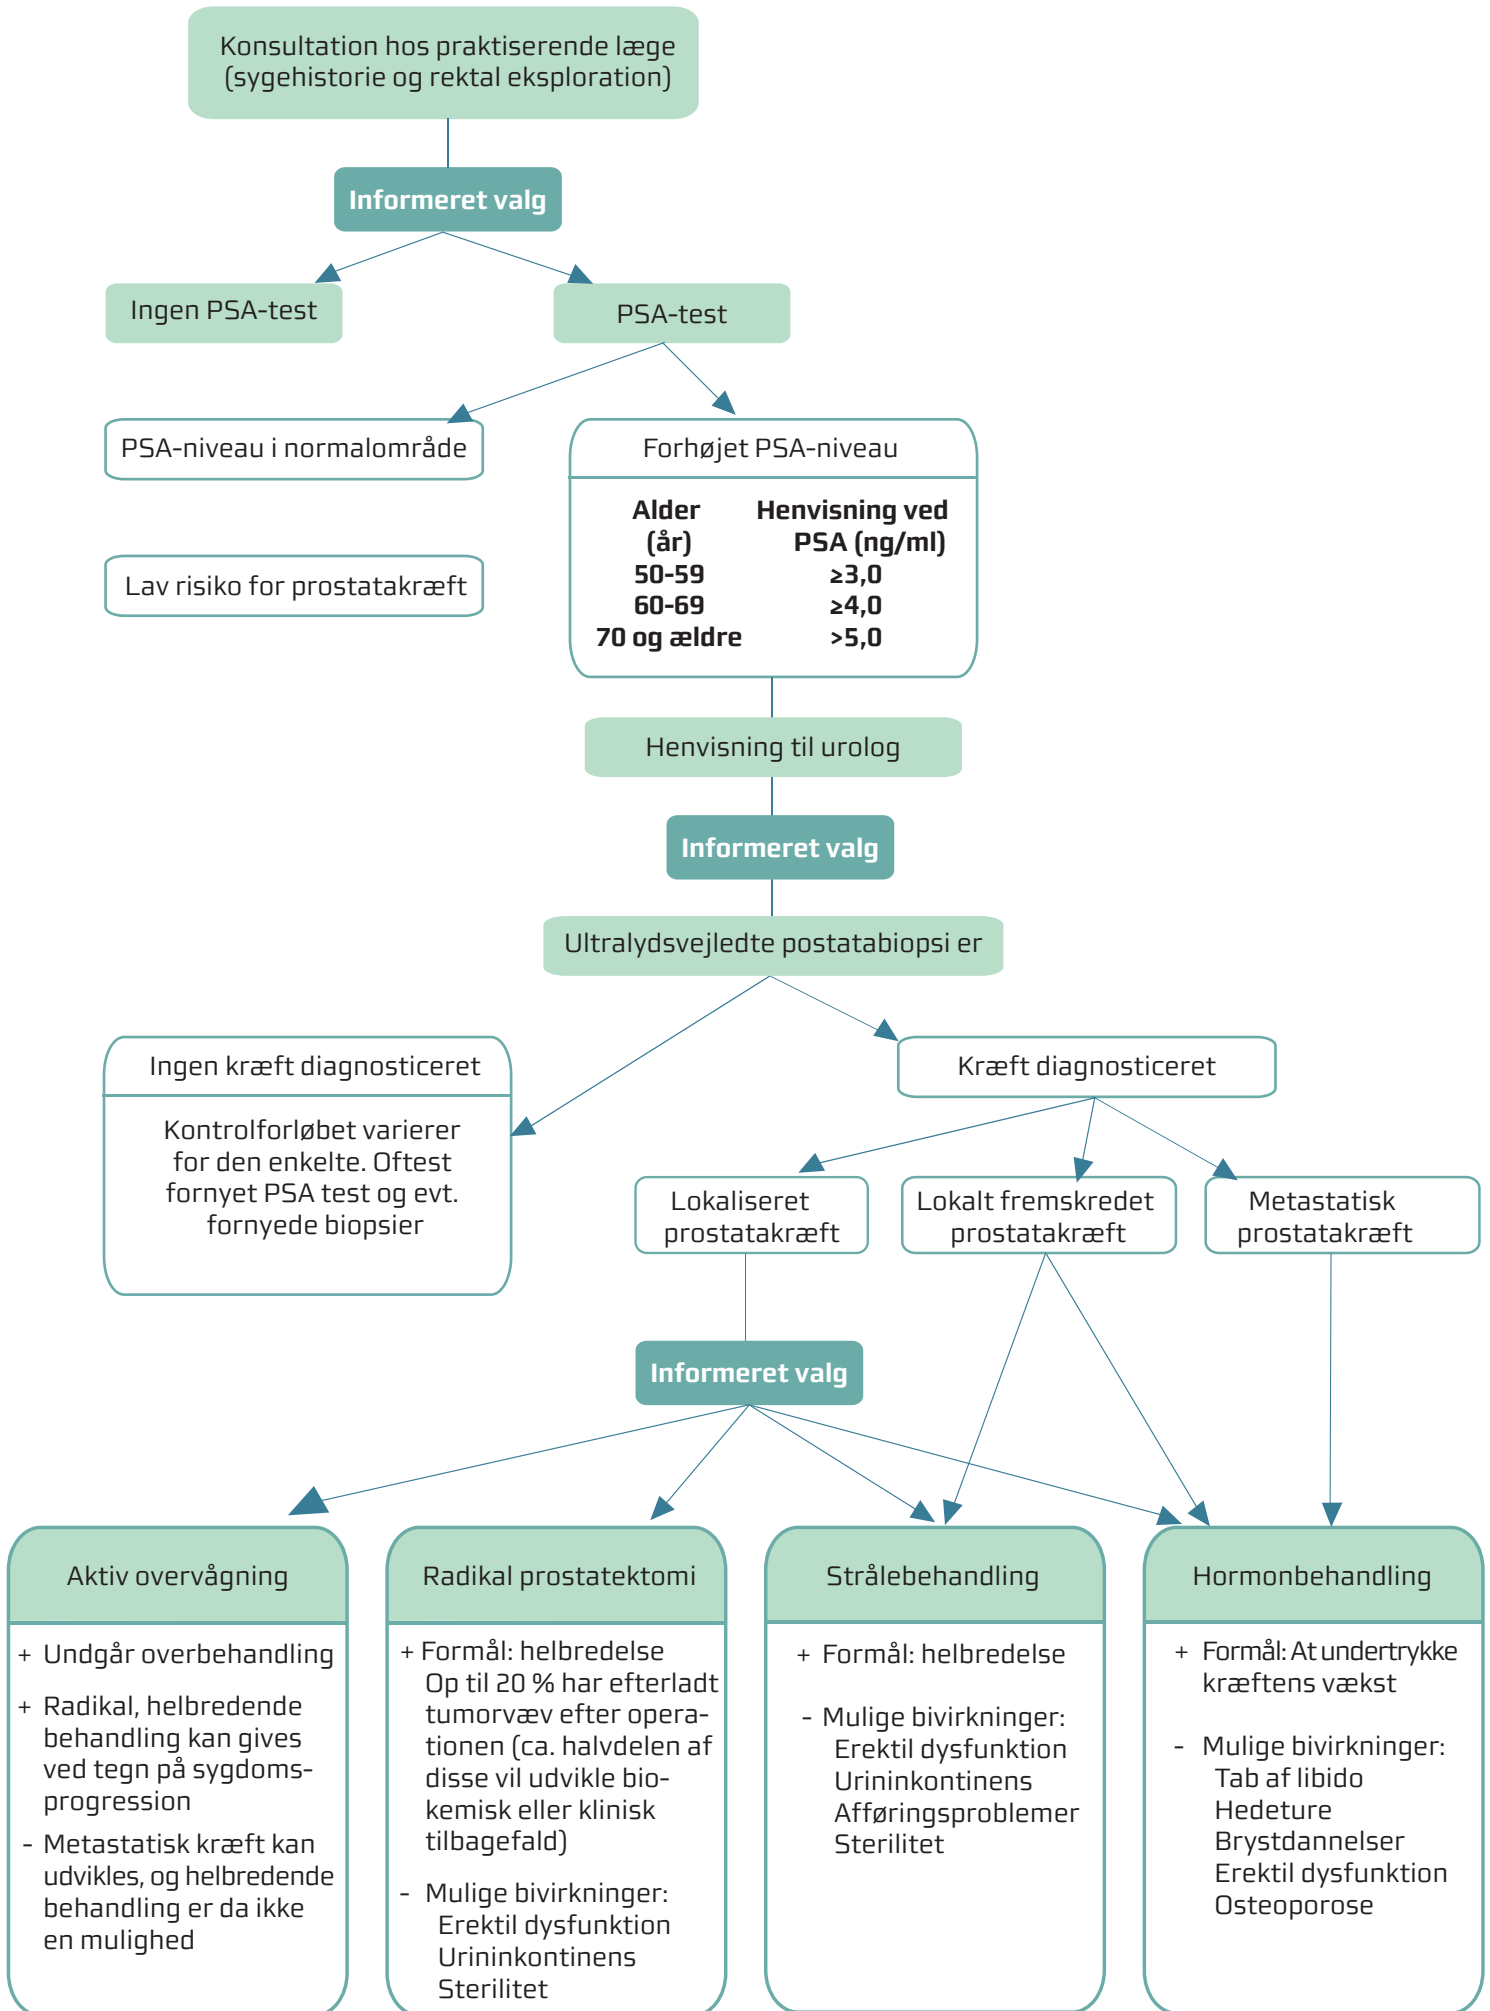 Konsultation hos praktiserende læge
(sygehistorie og rektal eksploration)
Informeret valg
Ingen PSA-test
PSA-test
PSA-niveau i normalområde
Lav risiko for prostatakræft
Forhøjet PSA-niveau
Alder Henvisning ved
(år) PSA (ng/ml)
50-59 ≥3,0
60-69 ≥4,0
70 og ældre >5,0
Henvisning til urolog
Informeret valg
Ultralydsvejledte postatabiopsi er
Ingen kræft diagnosticeret
Kontrolforløbet varierer
for den enkelte. Oftest
fornyet PSA test og evt.
fornyede biopsier
Kræft diagnosticeret
Lokaliseret
prostatakræft
Lokalt fremskredet
prostatakræft
Metastatisk
prostatakræft
Informeret valg
Aktiv overvågning
+ Undgår overbehandling
+ Radikal, helbredende
behandling kan gives
ved tegn på sygdoms-
progression
- Metastatisk kræft kan
udvikles, og helbredende
behandling er da ikke
en mulighed
Radikal prostatektomi
+ Formål: helbredelse
Op til 20 % har efterladt
tumorvæv efter opera-
tionen (ca. halvdelen af
disse vil udvikle bio-
kemisk eller klinisk
tilbagefald)
- Mulige bivirkninger:
Erektil dysfunktion
Urininkontinens
Sterilitet
Strålebehandling
+ Formål: helbredelse
- Mulige bivirkninger:
Erektil dysfunktion
Urininkontinens
Afføringsproblemer
Sterilitet
Hormonbehandling
+ Formål: At undertrykke
kræftens vækst
- Mulige bivirkninger:
Tab af libido
Hedeture
Brystdannelser
Erektil dysfunktion
Osteoporose